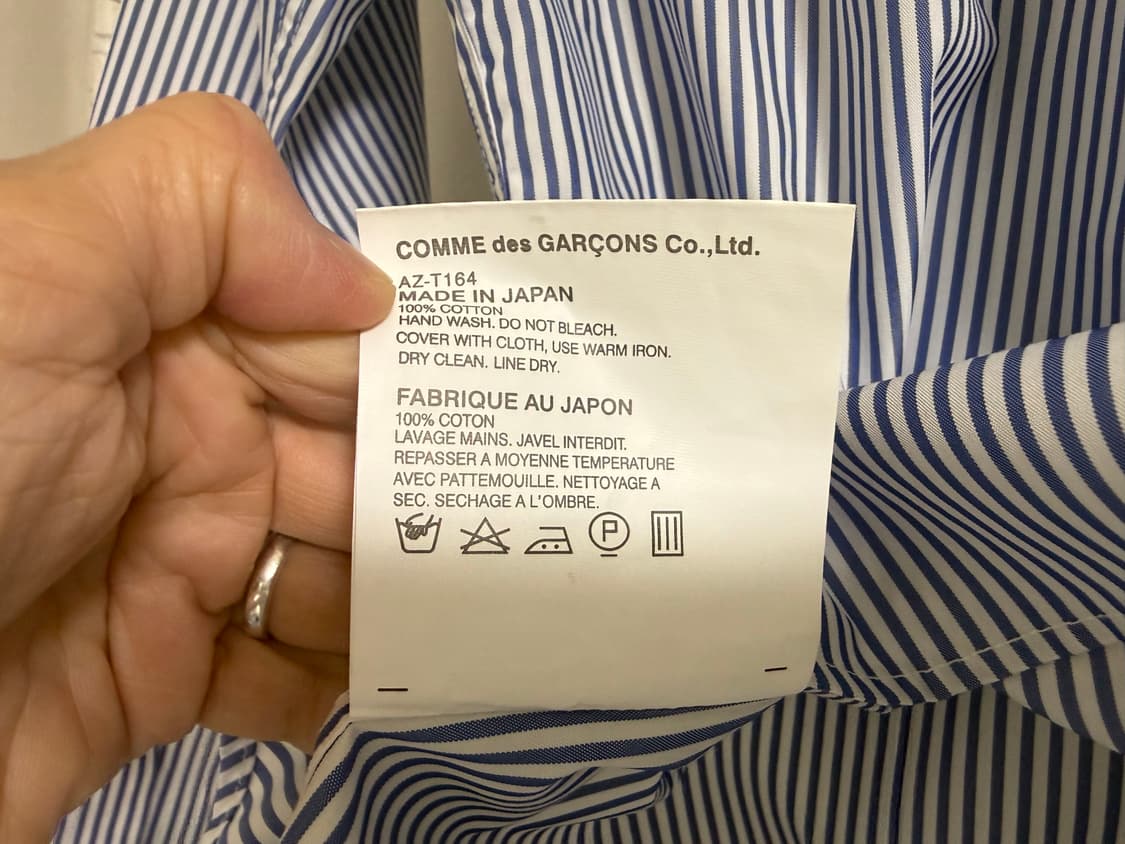 COMME des GARÇONS Co.,Ltd.
AZ-T164
MADE IN JAPAN
100% COTTON
HAND WASH. DO NOT BLEACH.
COVER WITH CLOTH, USE WARM IRON.
DRY CLEAN. LINE DRY.
FABRIQUE AU JAPON
100% COTON
LAVAGE MAINS. JAVEL INTERDIT.
REPASSER A MOYENNE TEMPERATURE
AVEC PATTEMOUILLE. NETTOYAGE A
SEC. SECHAGE A L'OMBRE.
P